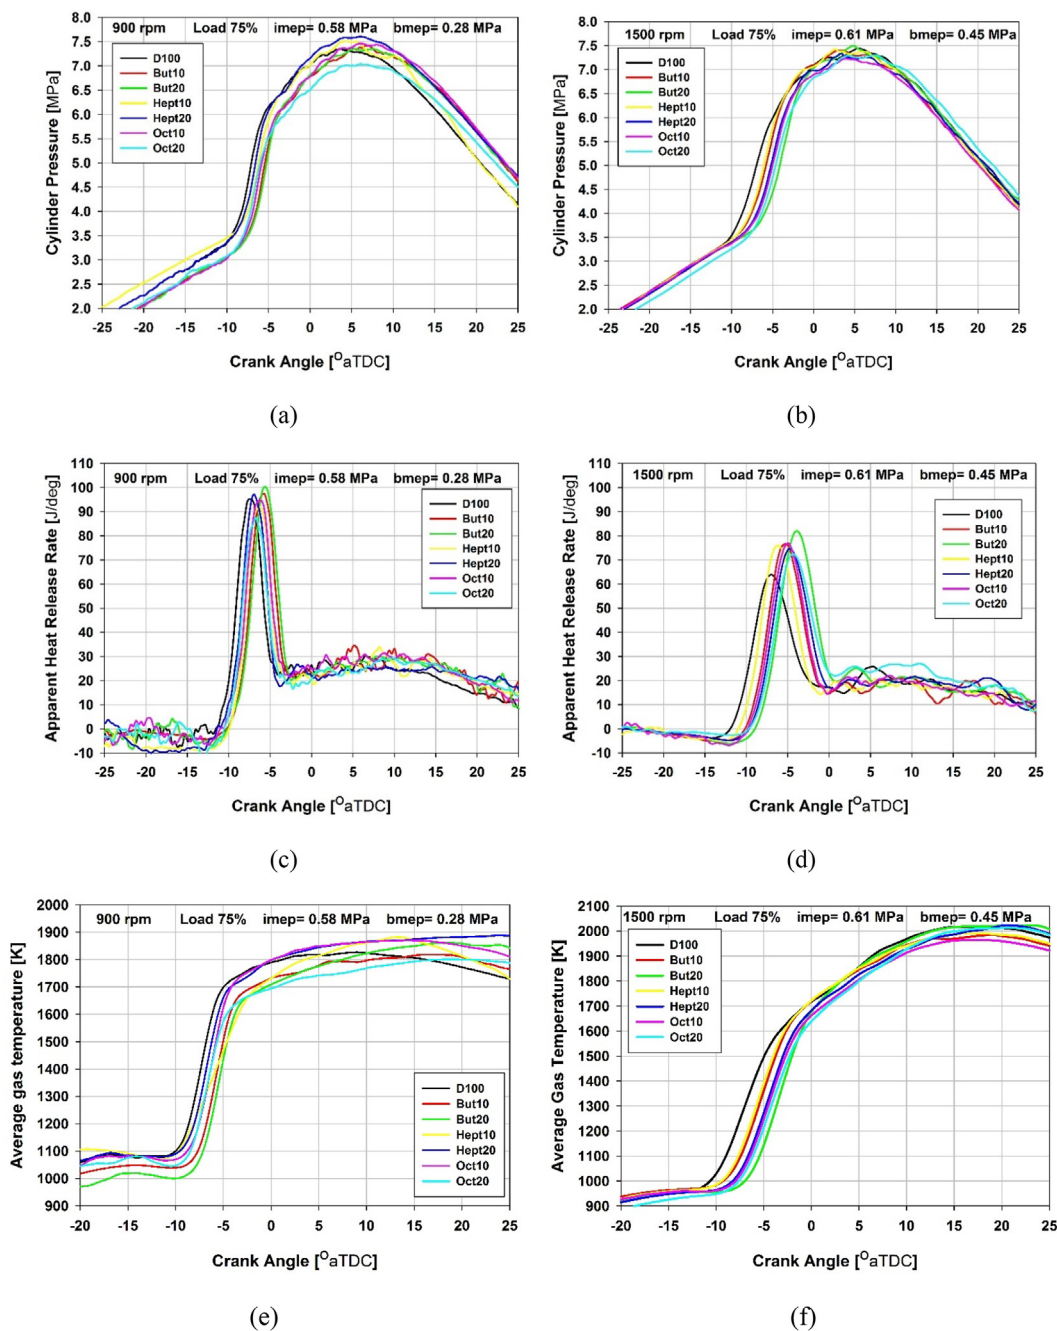 900 rpm Load 75% imep= 0.58 MPa bmep= 0.28 MPa
8.0
7.5
7.0
6.5
6.0
5.5
5.0
4.5
4.0
3.5
3.0
2.5
2.0
Cylinder Pressure [MPa]
D100
But10
But20
Hept10
Hept20
Oct10
Oct20
-25 -20 -15 -10 -5 0 5 10 15 20 25
Crank Angle [OaTDC]
(a)
1500 rpm Load 75% imep= 0.61 MPa bmep= 0.45 MPa
8.0
7.5
7.0
6.5
6.0
5.5
5.0
4.5
4.0
3.5
3.0
2.5
2.0
Cylinder Pressure [MPa]
D100
But10
But20
Hept10
Hept20
Oct10
Oct20
-25 -20 -15 -10 -5 0 5 10 15 20 25
Crank Angle [OaTDC]
(b)
900 rpm Load 75% imep= 0.58 MPa bmep= 0.28 MPa
110
100
90
80
70
60
50
40
30
20
10
0
-10
Apparent Heat Release Rate [J/deg]
D100
But10
But20
Hept10
Hept20
Oct10
Oct20
-25 -20 -15 -10 -5 0 5 10 15 20 25
Crank Angle [OaTDC]
(c)
1500 rpm Load 75% imep= 0.61 MPa bmep= 0.45 MPa
110
100
90
80
70
60
50
40
30
20
10
0
-10
Apparent Heat Release Rate [J/deg]
D100
But10
But20
Hept10
Hept20
Oct10
Oct20
-25 -20 -15 -10 -5 0 5 10 15 20 25
Crank Angle [OaTDC]
(d)
900 rpm Load 75% imep= 0.58 MPa bmep= 0.28 MPa
2000
1900
1800
1700
1600
1500
1400
1300
1200
1100
1000
900
Average gas temperature [K]
D100
But10
But20
Hept10
Hept20
Oct10
Oct20
-20 -15 -10 -5 0 5 10 15 20 25
Crank Angle [OaTDC]
(e)
1500 rpm Load 75% imep= 0.61 MPa bmep= 0.45 MPa
2100
2000
1900
1800
1700
1600
1500
1400
1300
1200
1100
1000
900
Average Gas Temperature [K]
D100
But10
But20
Hept10
Hept20
Oct10
Oct20
-20 -15 -10 -5 0 5 10 15 20 25
Crank Angle [OaTDC]
(f)